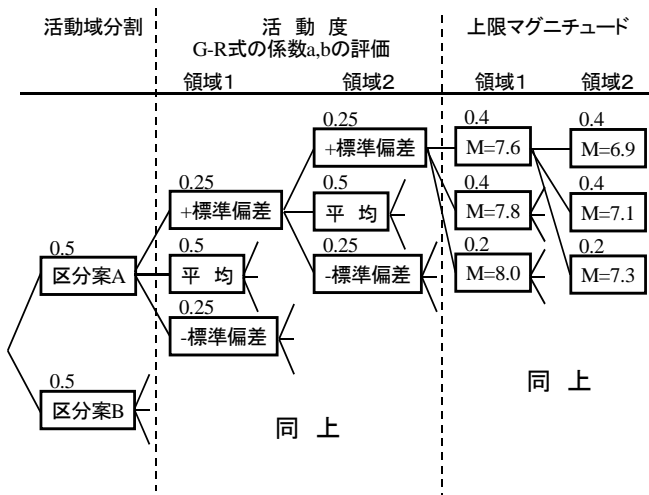 活動域分割
活 動 度
G-R式の係数a,bの評価
上限マグニチュード
領域1
領域2
領域1
領域2
0.25
+標準偏差
0.4
M=7.6
0.4
M=6.9
0.25
+標準偏差
0.5
平 均
0.4
M=7.8
0.4
M=7.1
0.5
区分案A
0.5
平 均
0.25
-標準偏差
0.2
M=8.0
0.2
M=7.3
0.25
-標準偏差
0.5
区分案B
同 上
同 上